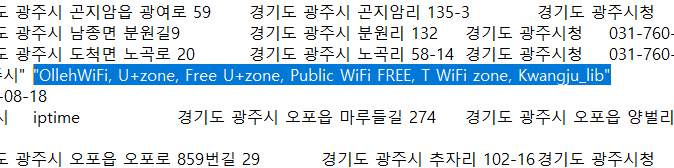 도 광주시 곤지암읍 광여로 59 경기도 광주시 곤지암리 135-3 경기도 광주시청
도 광주시 남종면 분원길9 경기도 광주시 분원리 132 경기도 광주시청 031-760-
도 광주시 도척면 노곡로 20 경기도 광주시 노곡리 58-14 경기도 광주시청 031-760-
주시" "OllehWiFi, U+zone, Free U+zone, Public WiFi FREE, T WiFi zone, Kwangju_lib"
-08-18
시 iptime 경기도 광주시 오포읍 마루들길 274 경기도 광주시 오포읍 양벌리
도 광주시 오포읍 오포로 859번길 29 경기도 광주시 추자리 102-16 경기도 광주시청